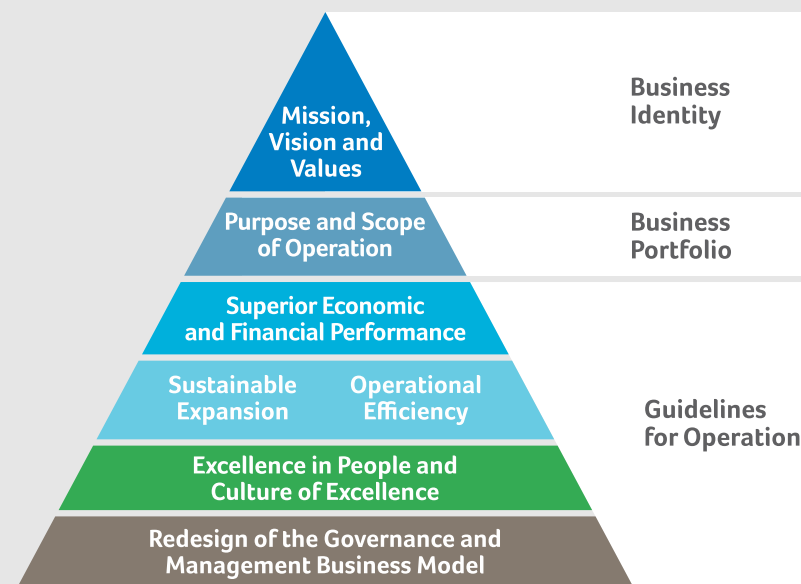 Mission,
Vision and
Values
Business
Identity
Purpose and Scope
of Operation
Business
Portfolio
Superior Economic
and Financial Performance
Sustainable
Expansion
Operational
Efficiency
Guidelines
for Operation
Excellence in People and
Culture of Excellence
Redesign of the Governance and
Management Business Model